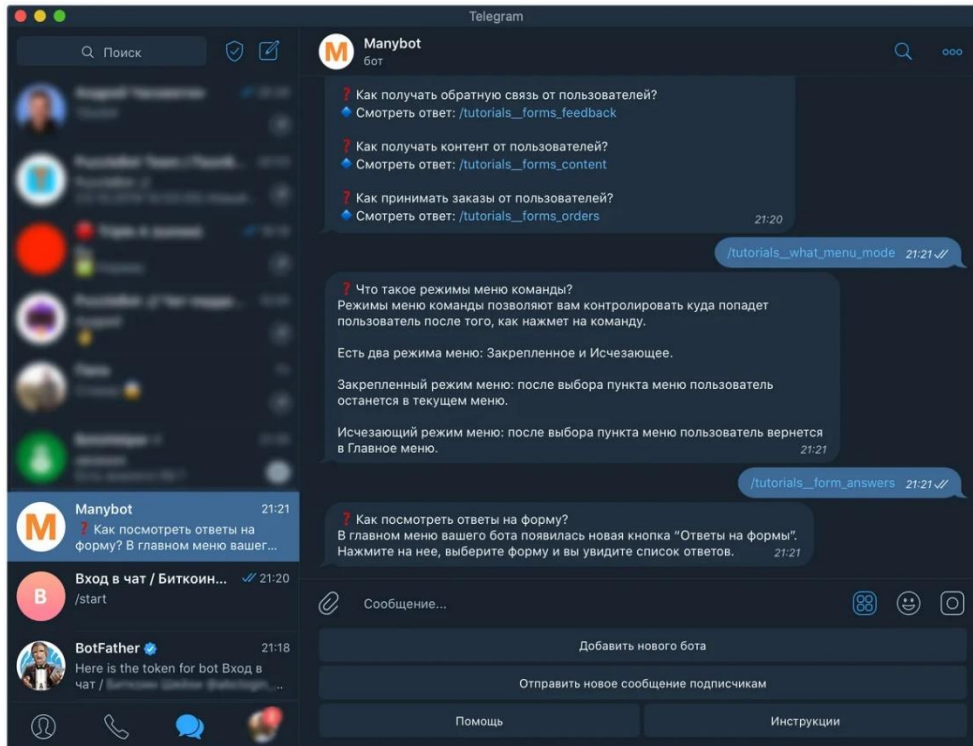 Telegram
Поиск
Manybot
21:21
❓ Как посмотреть ответы на
форму? В главном меню вашег...
Вход в чат / Биткоин...
21:20
В
/start
BotFather
21:18
Here is the token for bot Вход в
чат /
Manybot
бот
❓ Как получать обратную связь от пользователей?
🔷 Смотреть ответ: /tutorials__forms_feedback
❓ Как получать контент от пользователей?
🔷 Смотреть ответ: /tutorials__forms_content
❓ Как принимать заказы от пользователей?
🔷 Смотреть ответ: /tutorials__forms_orders
21:20
/tutorials__what_menu_mode 21:21
❓ Что такое режимы меню команды?
Режимы меню команды позволяют вам контролировать куда попадет
пользователь после того, как нажмет на команду.
Есть два режима меню: Закрепленное и Исчезающее.
Закрепленный режим меню: после выбора пункта меню пользователь
останется в текущем меню.
Исчезающий режим меню: после выбора пункта меню пользователь вернется
в Главное меню.
21:21
/tutorials__form_answers 21:21
❓ Как посмотреть ответы на форму?
В главном меню вашего бота появилась новая кнопка “Ответы на формы”.
Нажмите на нее, выберите форму и вы увидите список ответов. 21:21
Сообщение...
Добавить нового бота
Отправить новое сообщение подписчикам
Помощь
Инструкции